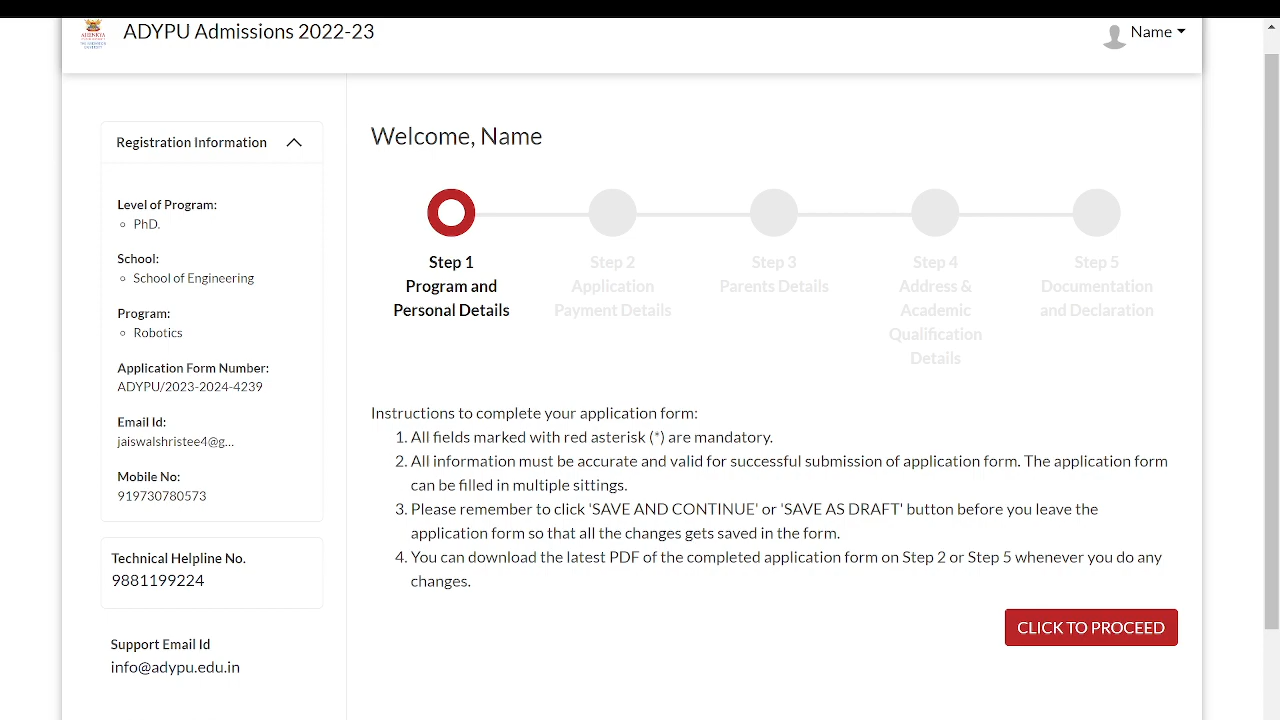 ADYPU Admissions 2022-23
Name
Registration Information
Level of Program:
PhD.
School:
School of Engineering
Program:
Robotics
Application Form Number:
ADYPU/2023-2024-4239
Email Id:
jaiswalshristee4@g...
Mobile No:
919730780573
Technical Helpline No.
9881199224
Support Email Id
info@adypu.edu.in
Welcome, Name
Step 1
Program and
Personal Details
Step 2
Application
Payment Details
Step 3
Parents Details
Step 4
Address &
Academic
Qualification
Details
Step 5
Documentation
and Declaration
Instructions to complete your application form:
1. All fields marked with red asterisk (*) are mandatory.
2. All information must be accurate and valid for successful submission of application form. The application form
can be filled in multiple sittings.
3. Please remember to click 'SAVE AND CONTINUE' or 'SAVE AS DRAFT' button before you leave the
application form so that all the changes gets saved in the form.
4. You can download the latest PDF of the completed application form on Step 2 or Step 5 whenever you do any
changes.
CLICK TO PROCEED